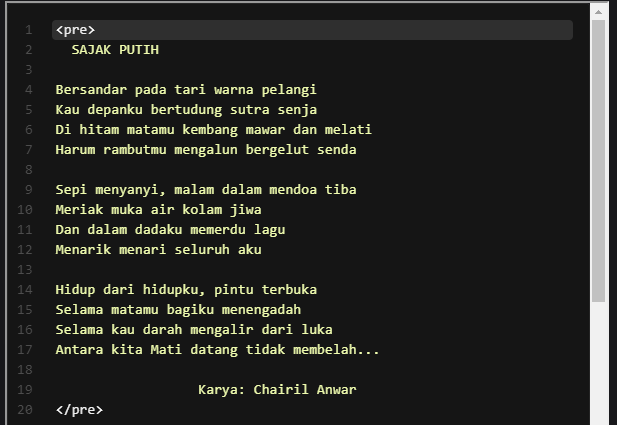 1 <pre>
2   SAJAK PUTIH
3
4 Bersandar pada tari warna pelangi
5 Kau depanku bertudung sutra senja
6 Di hitam matamu kembang mawar dan melati
7 Harum rambutmu mengalun bergelut senda
8
9 Sepi menyanyi, malam dalam mendoa tiba
10 Meriak muka air kolam jiwa
11 Dan dalam dadaku memerdu lagu
12 Menarik menari seluruh aku
13
14 Hidup dari hidupku, pintu terbuka
15 Selama matamu bagiku menengadah
16 Selama kau darah mengalir dari luka
17 Antara kita Mati datang tidak membelah...
18
19                   Karya: Chairil Anwar
20 </pre>